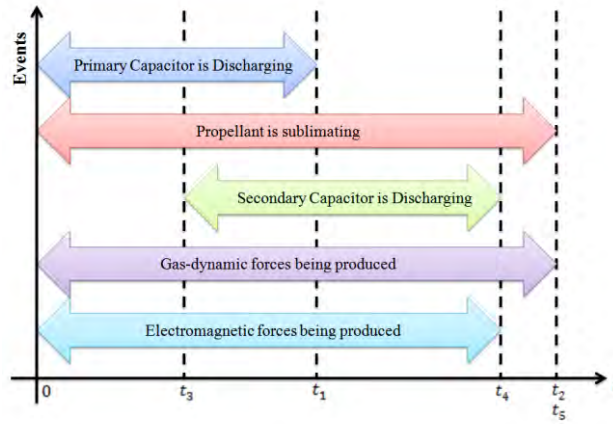 Events
Primary Capacitor is Discharging
Propellant is sublimating
Secondary Capacitor is Discharging
Gas-dynamic forces being produced
Electromagnetic forces being produced
0 t₃ t₁ t₄ t₂
t₅